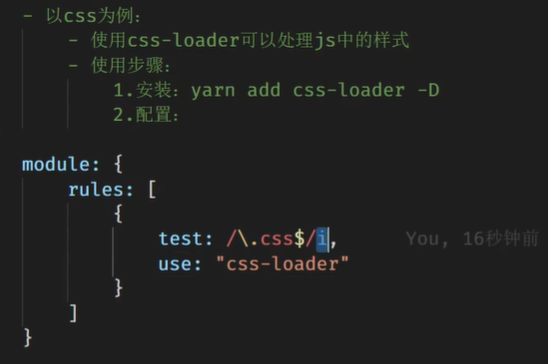 - 以css为例：
- 使用css-loader可以处理js中的样式
- 使用步骤：
1.安装：yarn add css-loader -D
2.配置：
module: {
rules: [
{
test: /\.css$/i, You, 16秒钟前
use: "css-loader"
}
]
}